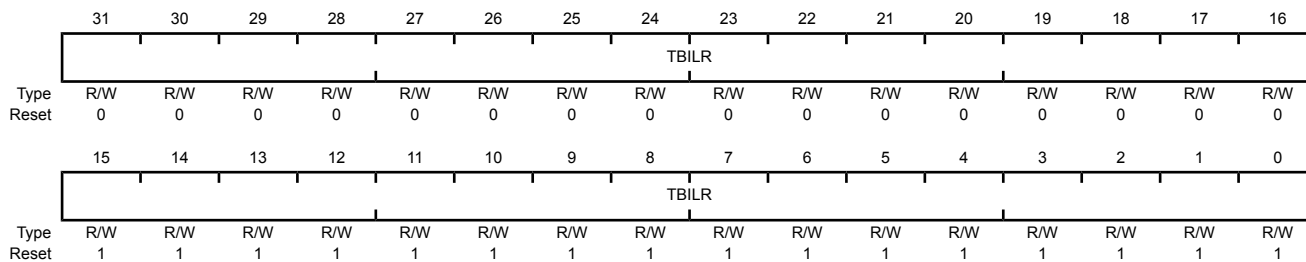 31 30 29 28 27 26 25 24 23 22 21 20 19 18 17 16
TBILR
Type R/W R/W R/W R/W R/W R/W R/W R/W R/W R/W R/W R/W R/W R/W R/W R/W
Reset 0 0 0 0 0 0 0 0 0 0 0 0 0 0 0 0
15 14 13 12 11 10 9 8 7 6 5 4 3 2 1 0
TBILR
Type R/W R/W R/W R/W R/W R/W R/W R/W R/W R/W R/W R/W R/W R/W R/W R/W
Reset 1 1 1 1 1 1 1 1 1 1 1 1 1 1 1 1